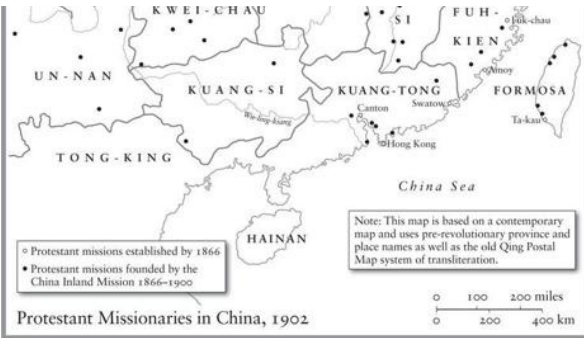 KWEI-CHAU
SI
FUH-
KIEN
Fuk-chau
UN-NAN
KUANG-SI
KUANG-TONG
Amoy
Swatow
FORMOSA
Canton
Ta-kau
Hong Kong
TONG-KING
China Sea
HAINAN
Note: This map is based on a contemporary
map and uses pre-revolutionary province and
place names as well as the old Qing Postal
Map system of transliteration.
Protestant missions established by 1866
Protestant missions founded by the
China Inland Mission 1866–1900
0 100 200 miles
0 200 400 km
Protestant Missionaries in China, 1902